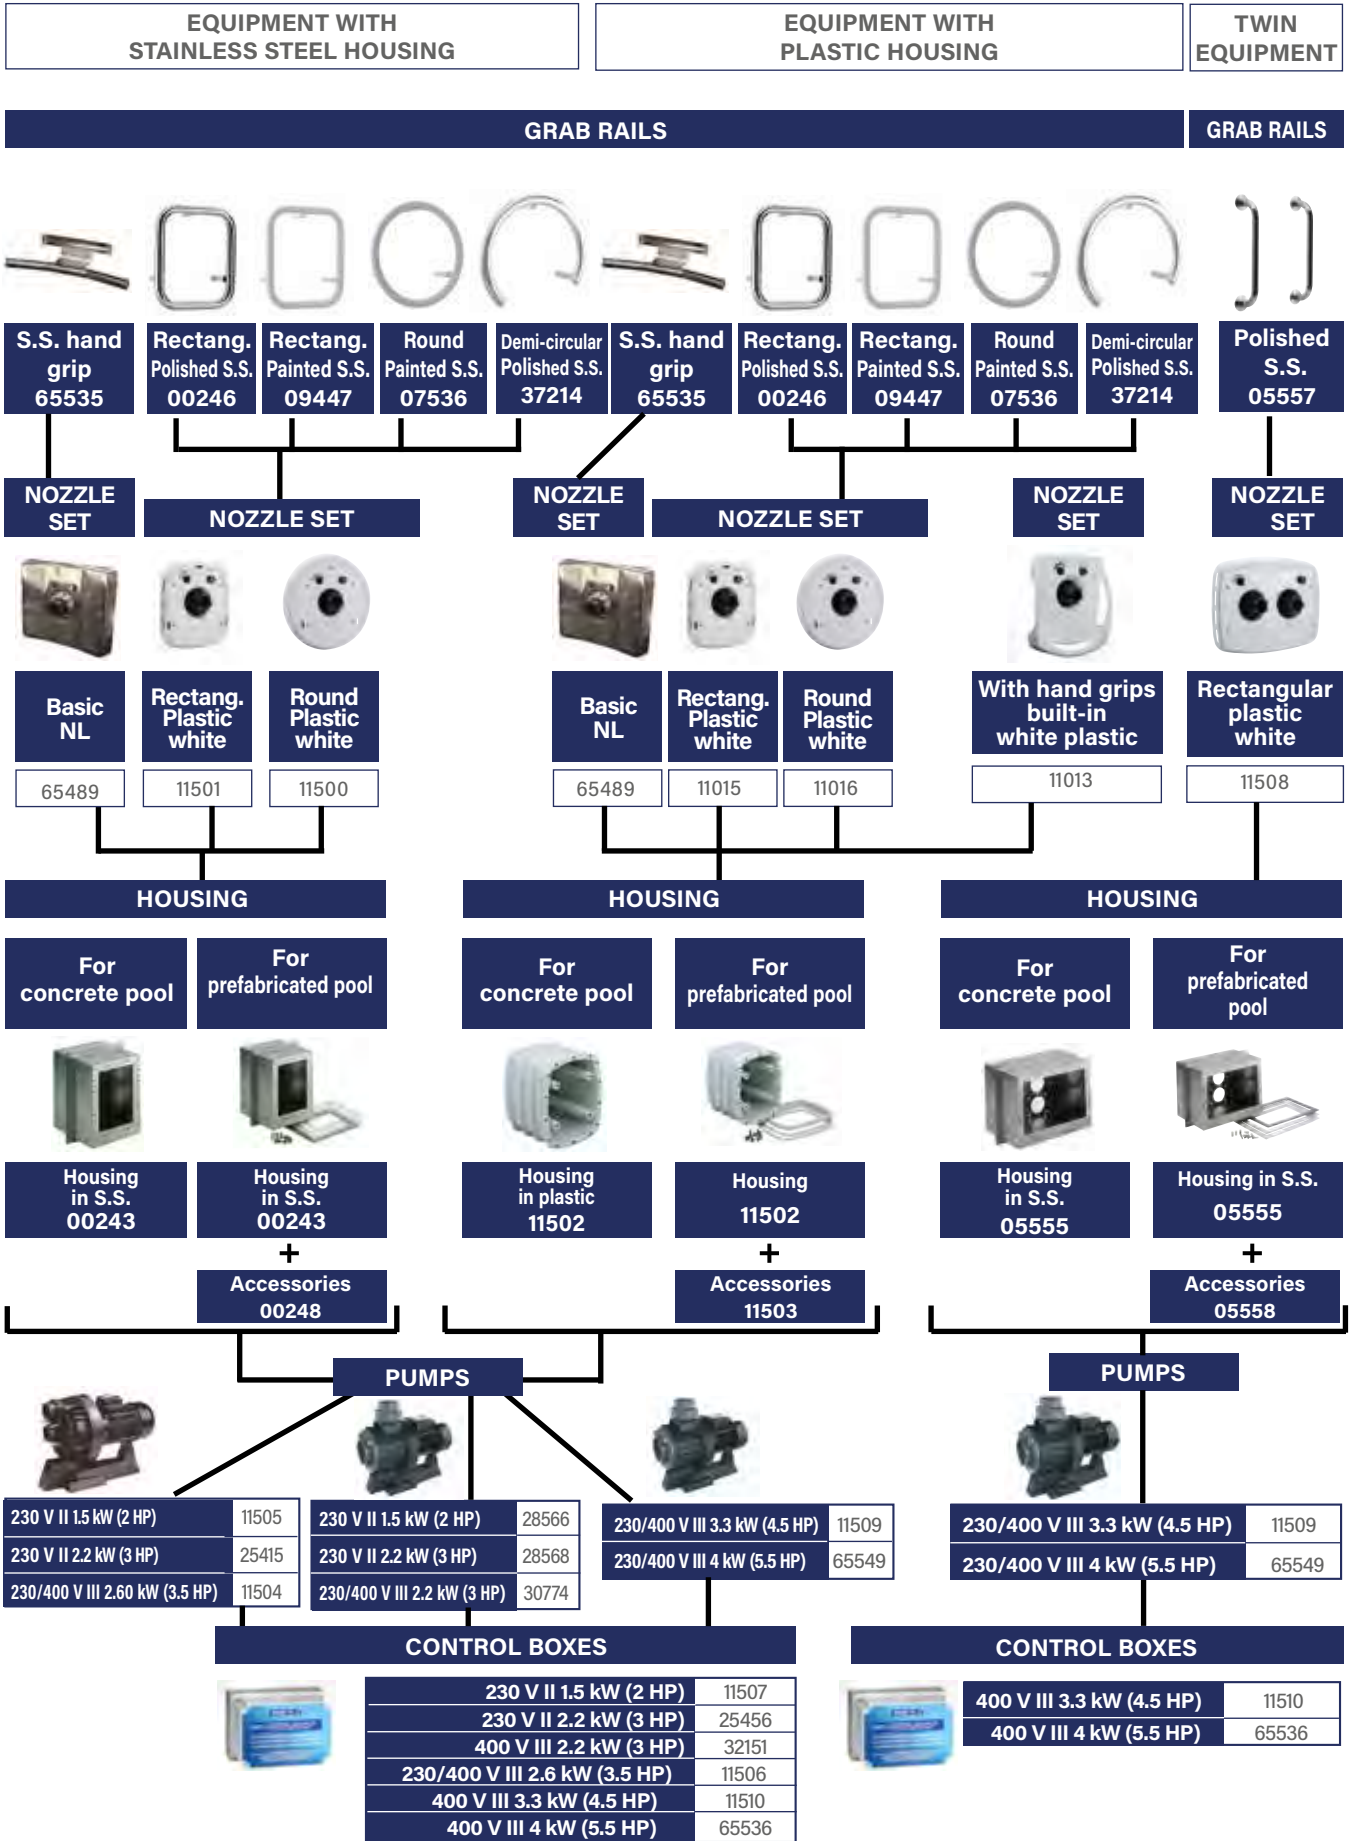 EQUIPMENT WITH
STAINLESS STEEL HOUSING
EQUIPMENT WITH
PLASTIC HOUSING
TWIN
EQUIPMENT
GRAB RAILS
GRAB RAILS
S.S. hand
grip
65535
Rectang.
Polished S.S.
00246
Rectang.
Painted S.S.
09447
Round
Painted S.S.
07536
Demi-circular
Polished S.S.
37214
S.S. hand
grip
65535
Rectang.
Polished S.S.
00246
Rectang.
Painted S.S.
09447
Round
Painted S.S.
07536
Demi-circular
Polished S.S.
37214
Polished
S.S.
05557
NOZZLE
SET
NOZZLE SET
NOZZLE
SET
NOZZLE SET
NOZZLE
SET
NOZZLE
SET
Basic
NL
65489
Rectang.
Plastic
white
11501
Round
Plastic
white
11500
Basic
NL
65489
Rectang.
Plastic
white
11015
Round
Plastic
white
11016
With hand grips
built-in
white plastic
11013
Rectangular
plastic
white
11508
HOUSING
HOUSING
HOUSING
For
concrete pool
For
prefabricated pool
For
concrete pool
For
prefabricated pool
For
concrete pool
For
prefabricated
pool
Housing
in S.S.
00243
Housing
in S.S.
00243
+
Accessories
00248
Housing
in plastic
11502
Housing
11502
+
Accessories
11503
Housing
in S.S.
05555
Housing in S.S.
05555
+
Accessories
05558
PUMPS
PUMPS
230 V II 1.5 kW (2 HP) 11505
230 V II 2.2 kW (3 HP) 25415
230/400 V III 2.60 kW (3.5 HP) 11504
230 V II 1.5 kW (2 HP) 28566
230 V II 2.2 kW (3 HP) 28568
230/400 V III 2.2 kW (3 HP) 30774
230/400 V III 3.3 kW (4.5 HP) 11509
230/400 V III 4 kW (5.5 HP) 65549
230/400 V III 3.3 kW (4.5 HP) 11509
230/400 V III 4 kW (5.5 HP) 65549
CONTROL BOXES
230 V II 1.5 kW (2 HP) 11507
230 V II 2.2 kW (3 HP) 25456
400 V III 2.2 kW (3 HP) 32151
230/400 V III 2.6 kW (3.5 HP) 11506
400 V III 3.3 kW (4.5 HP) 11510
400 V III 4 kW (5.5 HP) 65536
CONTROL BOXES
400 V III 3.3 kW (4.5 HP) 11510
400 V III 4 kW (5.5 HP) 65536